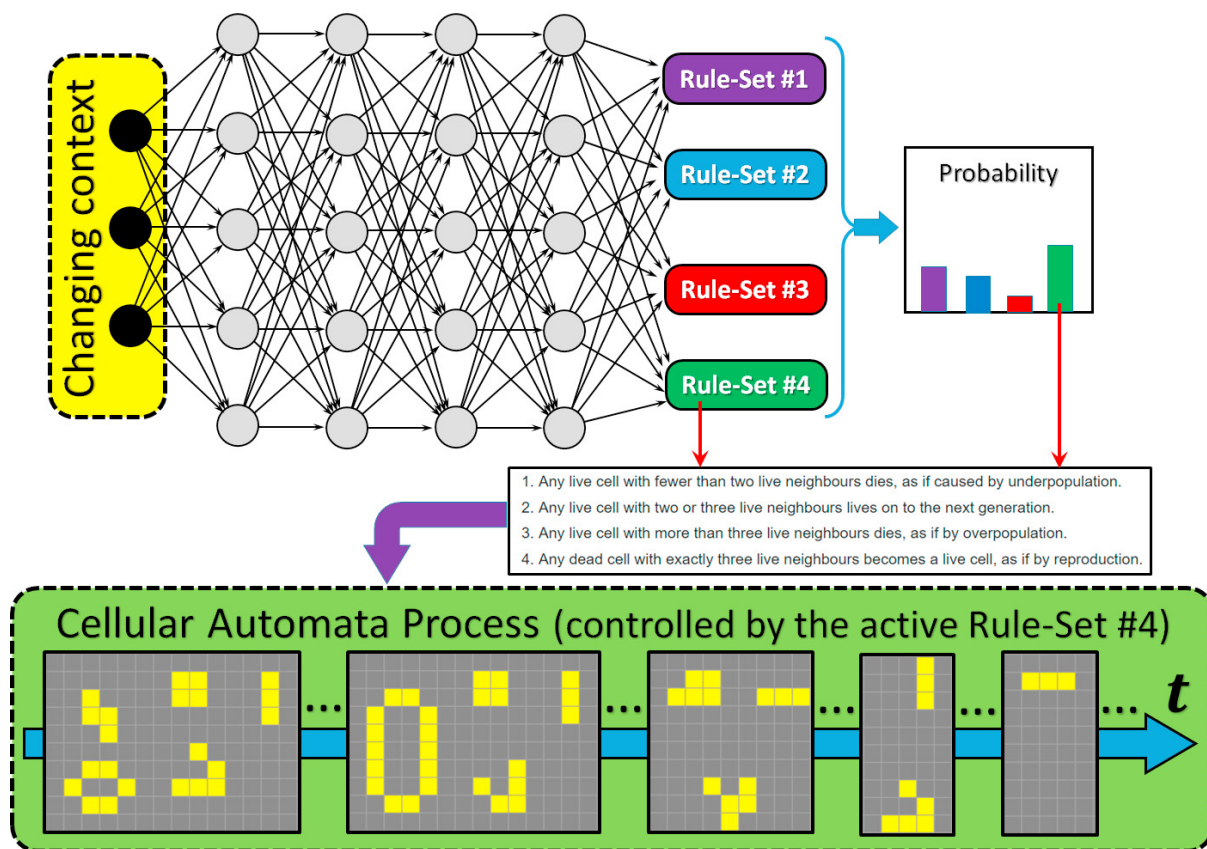 Changing context
Rule-Set #1
Rule-Set #2
Rule-Set #3
Rule-Set #4
Probability
1. Any live cell with fewer than two live neighbours dies, as if caused by underpopulation.
2. Any live cell with two or three live neighbours lives on to the next generation.
3. Any live cell with more than three live neighbours dies, as if by overpopulation.
4. Any dead cell with exactly three live neighbours becomes a live cell, as if by reproduction.
Cellular Automata Process (controlled by the active Rule-Set #4)
... ... ... ... ... t